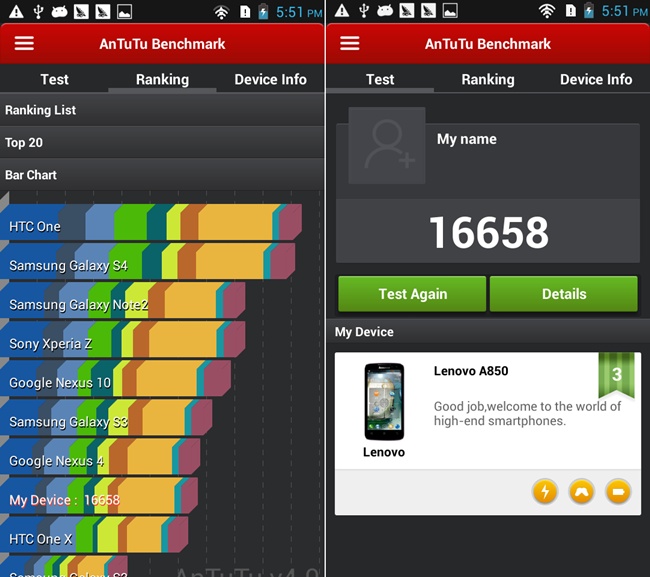 5:51 PM
AnTuTu Benchmark
Test
Ranking
Device Info
Ranking List
Top 20
Bar Chart
HTC One
Samsung Galaxy S4
Samsung Galaxy Note2
Sony Xperia Z
Google Nexus 10
Samsung Galaxy S3
Google Nexus 4
My Device : 16658
HTC One X
Samsung Galaxy S2
AnTuTu v4.0
5:51 PM
AnTuTu Benchmark
Test
Ranking
Device Info
My name
16658
Test Again
Details
My Device
Lenovo A850
3
Good job,welcome to the world of
high-end smartphones.
Lenovo